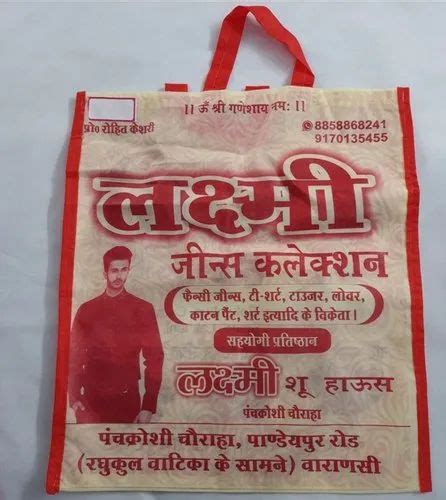 ।। ॐ श्री गणेशाय नमः ।।
प्रो० रोहित केशरी
8858868241
9170135455
लक्ष्मी
जीन्स कलेक्शन
फैन्सी जीन्स, टी-शर्ट, टाउजर, लोवर,
काटन पैंट, शर्ट इत्यादि के विक्रेता।
सहयोगी प्रतिष्ठान
लक्ष्मी शू हाऊस
पंचक्रोशी चौराहा
पंचक्रोशी चौराहा, पाण्डेयपुर रोड
(रघुकुल वाटिका के सामने) वाराणसी